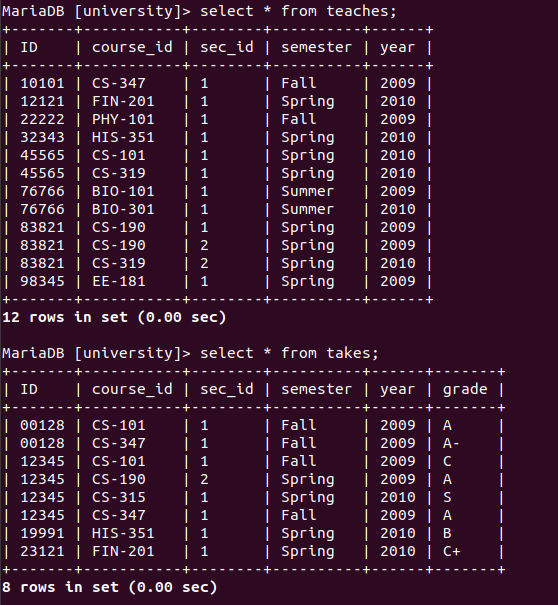 MariaDB [university]> select * from teaches;
+-------+-----------+--------+----------+------+
| ID    | course_id | sec_id | semester | year |
+-------+-----------+--------+----------+------+
| 10101 | CS-347    | 1      | Fall     | 2009 |
| 12121 | FIN-201   | 1      | Spring   | 2010 |
| 22222 | PHY-101   | 1      | Fall     | 2009 |
| 32343 | HIS-351   | 1      | Spring   | 2010 |
| 45565 | CS-101    | 1      | Spring   | 2010 |
| 45565 | CS-319    | 1      | Spring   | 2010 |
| 76766 | BIO-101   | 1      | Summer   | 2009 |
| 76766 | BIO-301   | 1      | Summer   | 2010 |
| 83821 | CS-190    | 1      | Spring   | 2009 |
| 83821 | CS-190    | 2      | Spring   | 2009 |
| 83821 | CS-319    | 2      | Spring   | 2010 |
| 98345 | EE-181    | 1      | Spring   | 2009 |
+-------+-----------+--------+----------+------+
12 rows in set (0.00 sec)

MariaDB [university]> select * from takes;
+-------+-----------+--------+----------+------+-------+
| ID    | course_id | sec_id | semester | year | grade |
+-------+-----------+--------+----------+------+-------+
| 00128 | CS-101    | 1      | Fall     | 2009 | A     |
| 00128 | CS-347    | 1      | Fall     | 2009 | A-    |
| 12345 | CS-101    | 1      | Fall     | 2009 | C     |
| 12345 | CS-190    | 2      | Spring   | 2009 | A     |
| 12345 | CS-315    | 1      | Spring   | 2010 | S     |
| 12345 | CS-347    | 1      | Fall     | 2009 | A     |
| 19991 | HIS-351   | 1      | Spring   | 2010 | B     |
| 23121 | FIN-201   | 1      | Spring   | 2010 | C+    |
+-------+-----------+--------+----------+------+-------+
8 rows in set (0.00 sec)